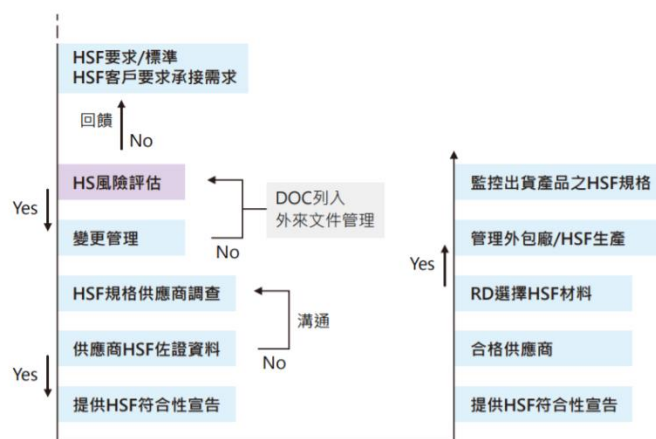 HSF要求/標準
HSF客戶要求承接需求
回饋
No
HS風險評估
Yes
變更管理
No
DOC列入
外來文件管理
HSF規格供應商調查
溝通
供應商HSF佐證資料
No
Yes
提供HSF符合性宣告
監控出貨產品之HSF規格
管理外包廠/HSF生產
Yes
RD選擇HSF材料
合格供應商
提供HSF符合性宣告